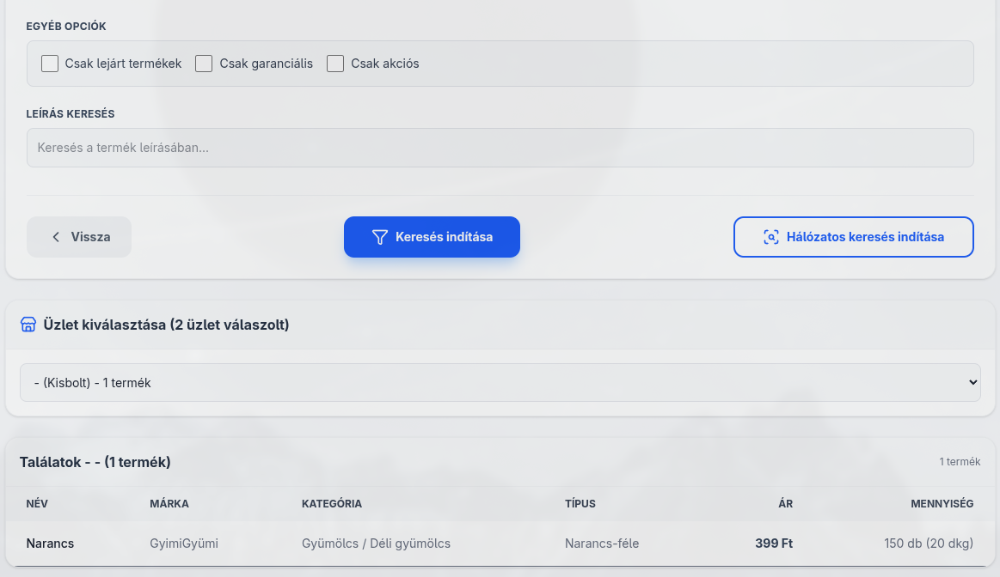 EGYÉB OPCIÓK
Csak lejárt termékek Csak garanciális Csak akciós
LEÍRÁS KERESÉS
Keresés a termék leírásában...
Vissza Keresés indítása Hálózatos keresés indítása
Üzlet kiválasztása (2 üzlet válaszolt)
- (Kisbolt) - 1 termék
Találatok - - (1 termék) 1 termék
NÉV MÁRKA KATEGÓRIA TÍPUS ÁR MENNYISÉG
Narancs GyimiGyümi Gyümölcs / Déli gyümölcs Narancs-féle 399 Ft 150 db (20 dkg)